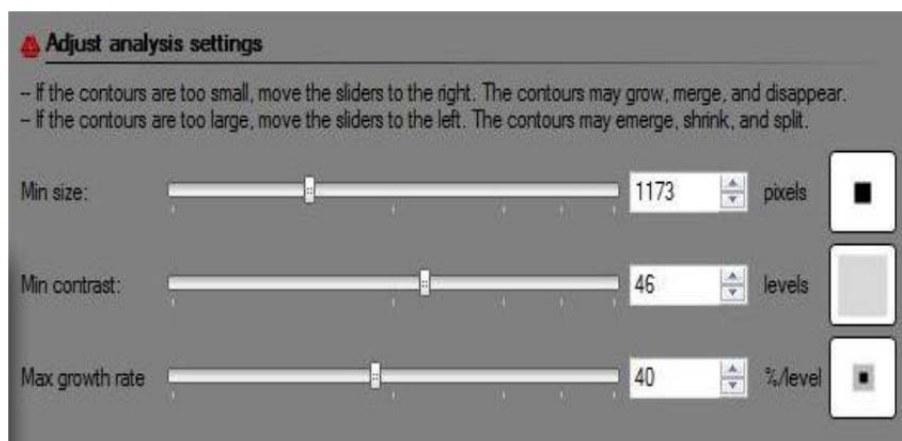 Adjust analysis settings
– If the contours are too small, move the sliders to the right. The contours may grow, merge, and disappear.
– If the contours are too large, move the sliders to the left. The contours may emerge, shrink, and split.
Min size: 1173 pixels
Min contrast: 46 levels
Max growth rate 40 %/level